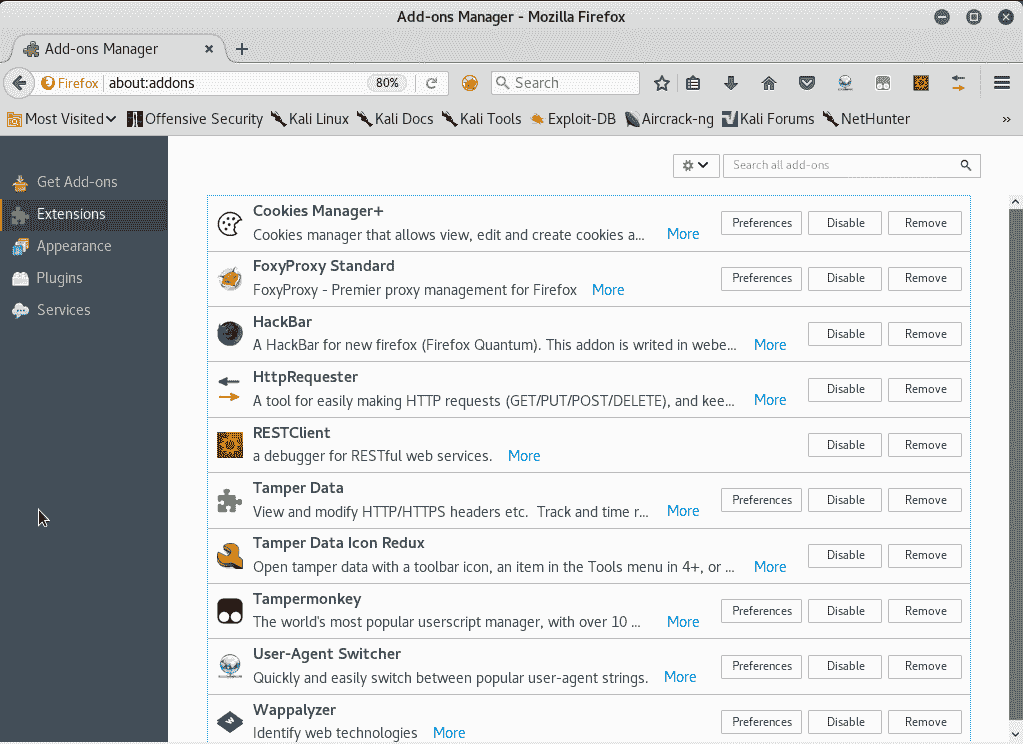 Add-ons Manager - Mozilla Firefox
Add-ons Manager
Firefox about:addons 80% Search
Most Visited Offensive Security Kali Linux Kali Docs Kali Tools Exploit-DB Aircrack-ng Kali Forums NetHunter »
Search all add-ons
Get Add-ons
Extensions
Appearance
Plugins
Services
Cookies Manager+
Cookies manager that allows view, edit and create cookies a... More
Preferences Disable Remove
FoxyProxy Standard
FoxyProxy - Premier proxy management for Firefox More
Preferences Disable Remove
HackBar
A HackBar for new firefox (Firefox Quantum). This addon is writed in webe... More
Disable Remove
HttpRequester
A tool for easily making HTTP requests (GET/PUT/POST/DELETE), and kee... More
Disable Remove
RESTClient
a debugger for RESTful web services. More
Disable Remove
Tamper Data
View and modify HTTP/HTTPS headers etc. Track and time r... More
Preferences Disable Remove
Tamper Data Icon Redux
Open tamper data with a toolbar icon, an item in the Tools menu in 4+, or ... More
Disable Remove
Tampermonkey
The world's most popular userscript manager, with over 10 ... More
Preferences Disable Remove
User-Agent Switcher
Quickly and easily switch between popular user-agent strings. More
Preferences Disable Remove
Wappalyzer
Identify web technologies More
Preferences Disable Remove